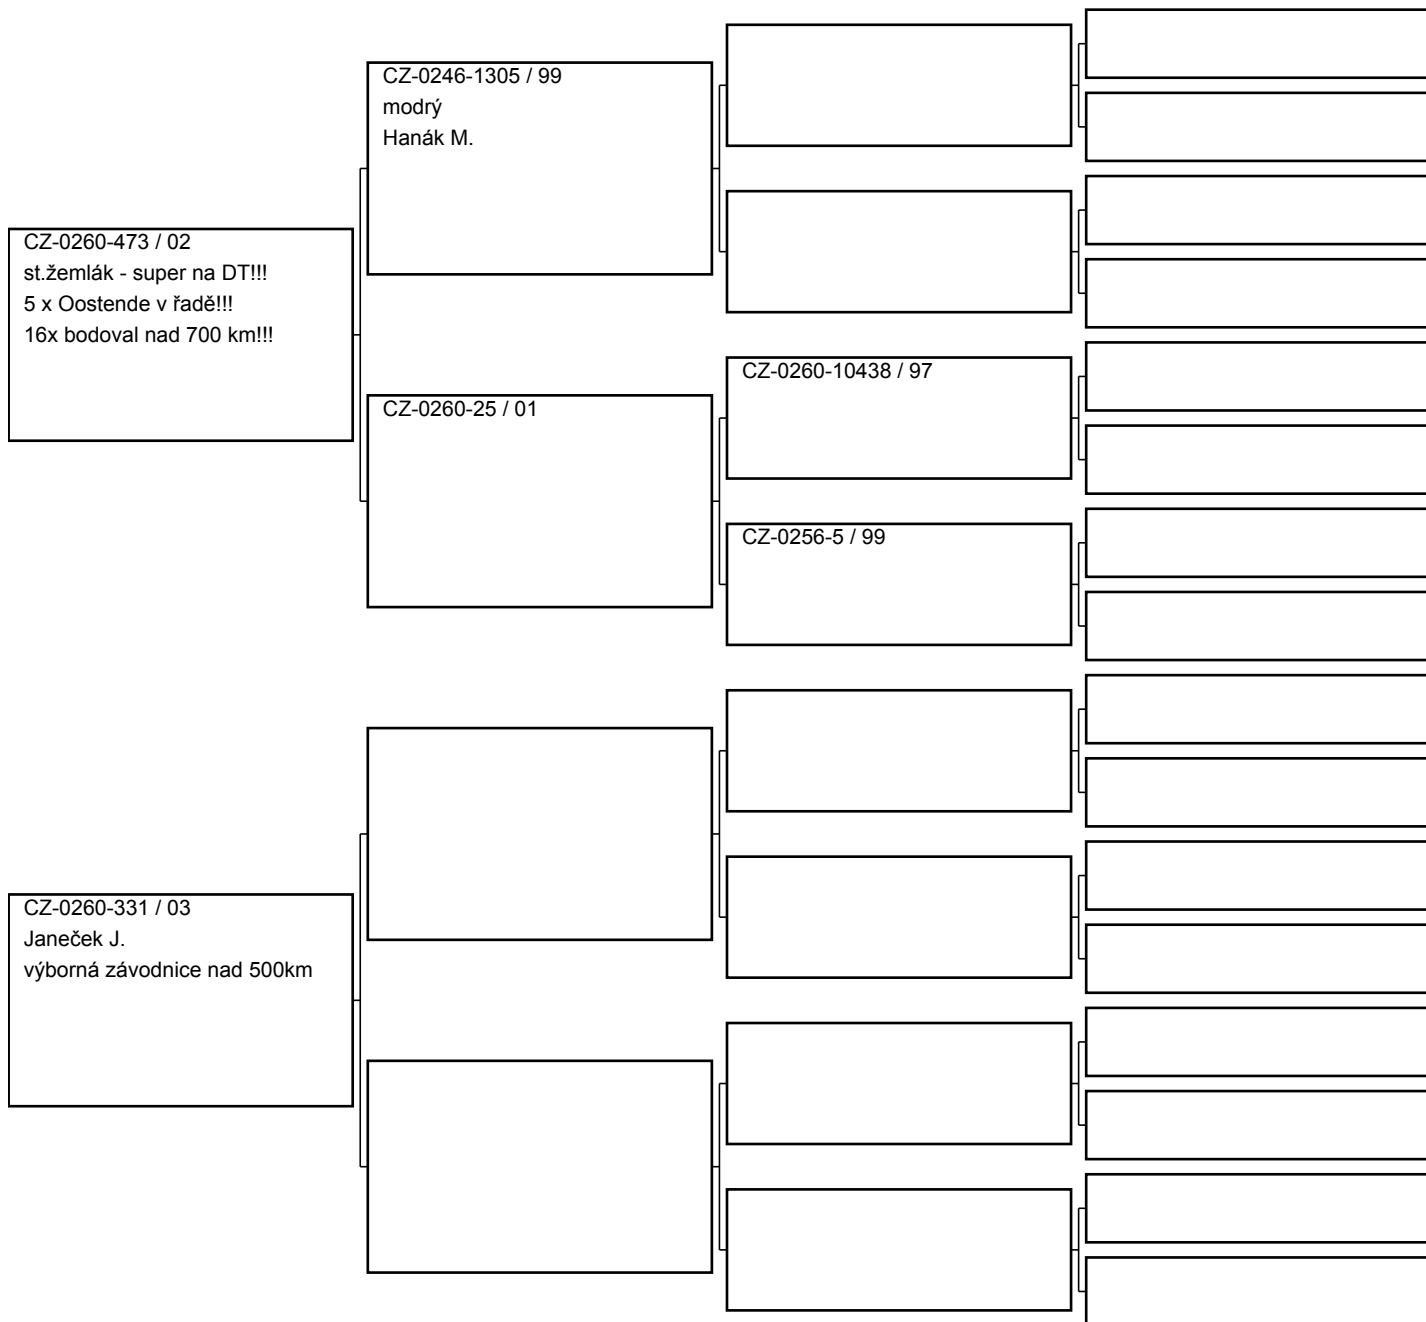 CZ-0260-473 / 02
st.žemlák - super na DT!!!
5 x Oostende v řadě!!!
16x bodoval nad 700 km!!!
CZ-0246-1305 / 99
modrý
Hanák M.
CZ-0260-25 / 01
CZ-0260-10438 / 97
CZ-0256-5 / 99
CZ-0260-331 / 03
Janeček J.
výborná závodnice nad 500km